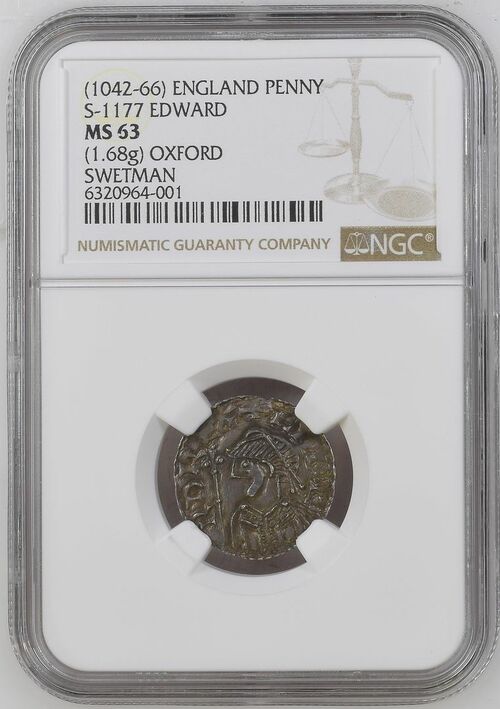 (1042-66) ENGLAND PENNY
S-1177 EDWARD
MS 63
(1.68g) OXFORD
SWETMAN
6320964-001
NUMISMATIC GUARANTY COMPANY
NGC®